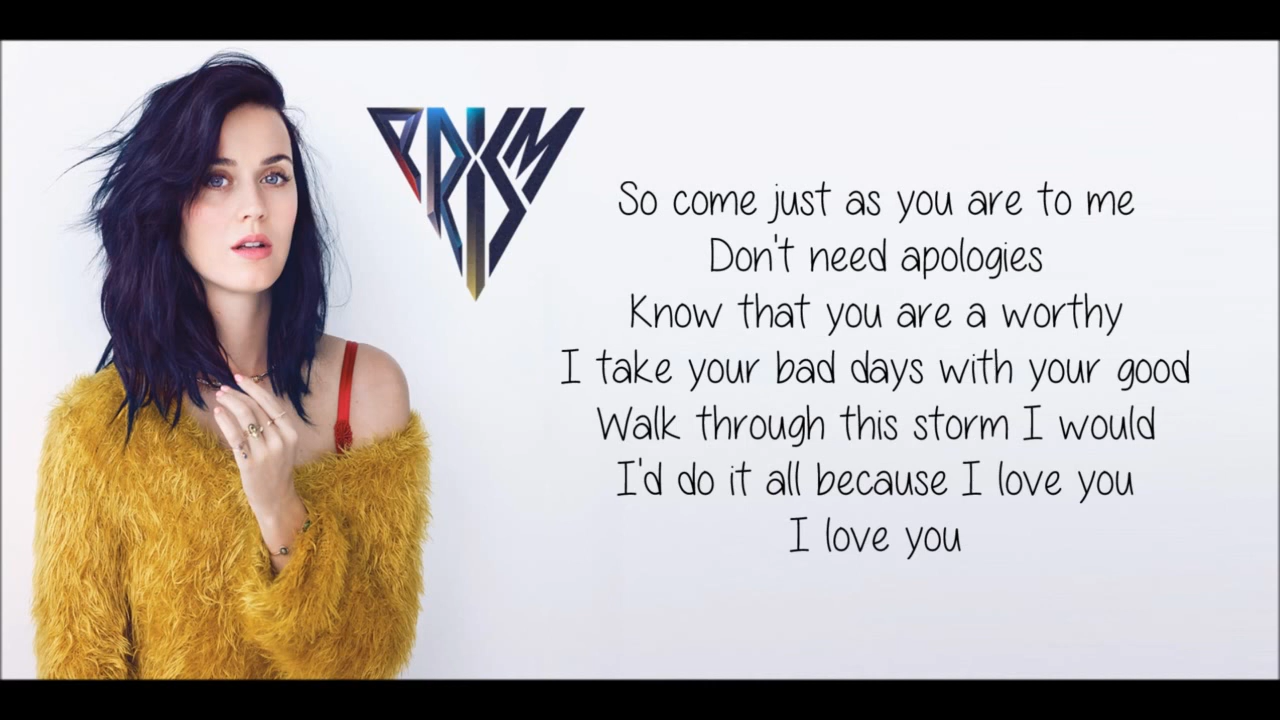 PRISM
So come just as you are to me
Don't need apologies
Know that you are a worthy
I take your bad days with your good
Walk through this storm I would
I'd do it all because I love you
I love you